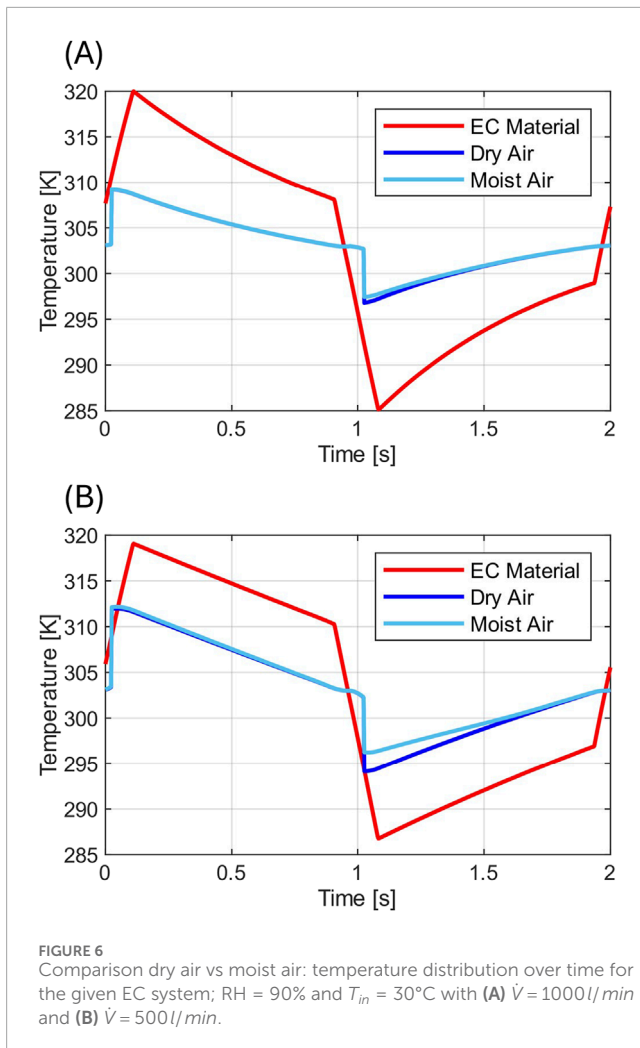 (A)
320
315
310
305
300
295
290
285
Temperature [K]
EC Material
Dry Air
Moist Air
0
0.5
1
1.5
2
Time [s]
(B)
320
315
310
305
300
295
290
285
Temperature [K]
EC Material
Dry Air
Moist Air
0
0.5
1
1.5
2
Time [s]
FIGURE 6
Comparison dry air vs moist air: temperature distribution over time for
the given EC system; RH = 90% and T_in = 30°C with (A) V̇ = 1000 l/min
and (B) V̇ = 500 l/min.